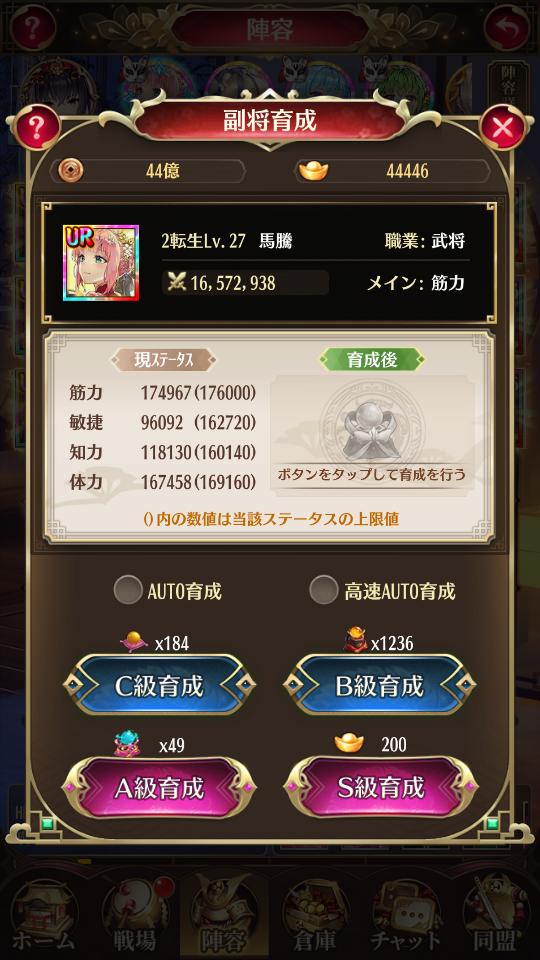 ?
陣容
陣容
?
副将育成
44億
44446
UR
2転生Lv.27 馬騰
職業: 武将
16,572,938
メイン: 筋力
現ｽﾃｰﾀｽ
育成後
筋力 174967(176000)
敏捷 96092 (162720)
知力 118130(160140)
体力 167458(169160)
ボタンをタップして育成を行う
()内の数値は当該ステータスの上限値
AUTO育成
高速AUTO育成
x184
x1236
C級育成
B級育成
x49
200
A級育成
S級育成
ホーム
戦場
陣容
倉庫
チャット
同盟